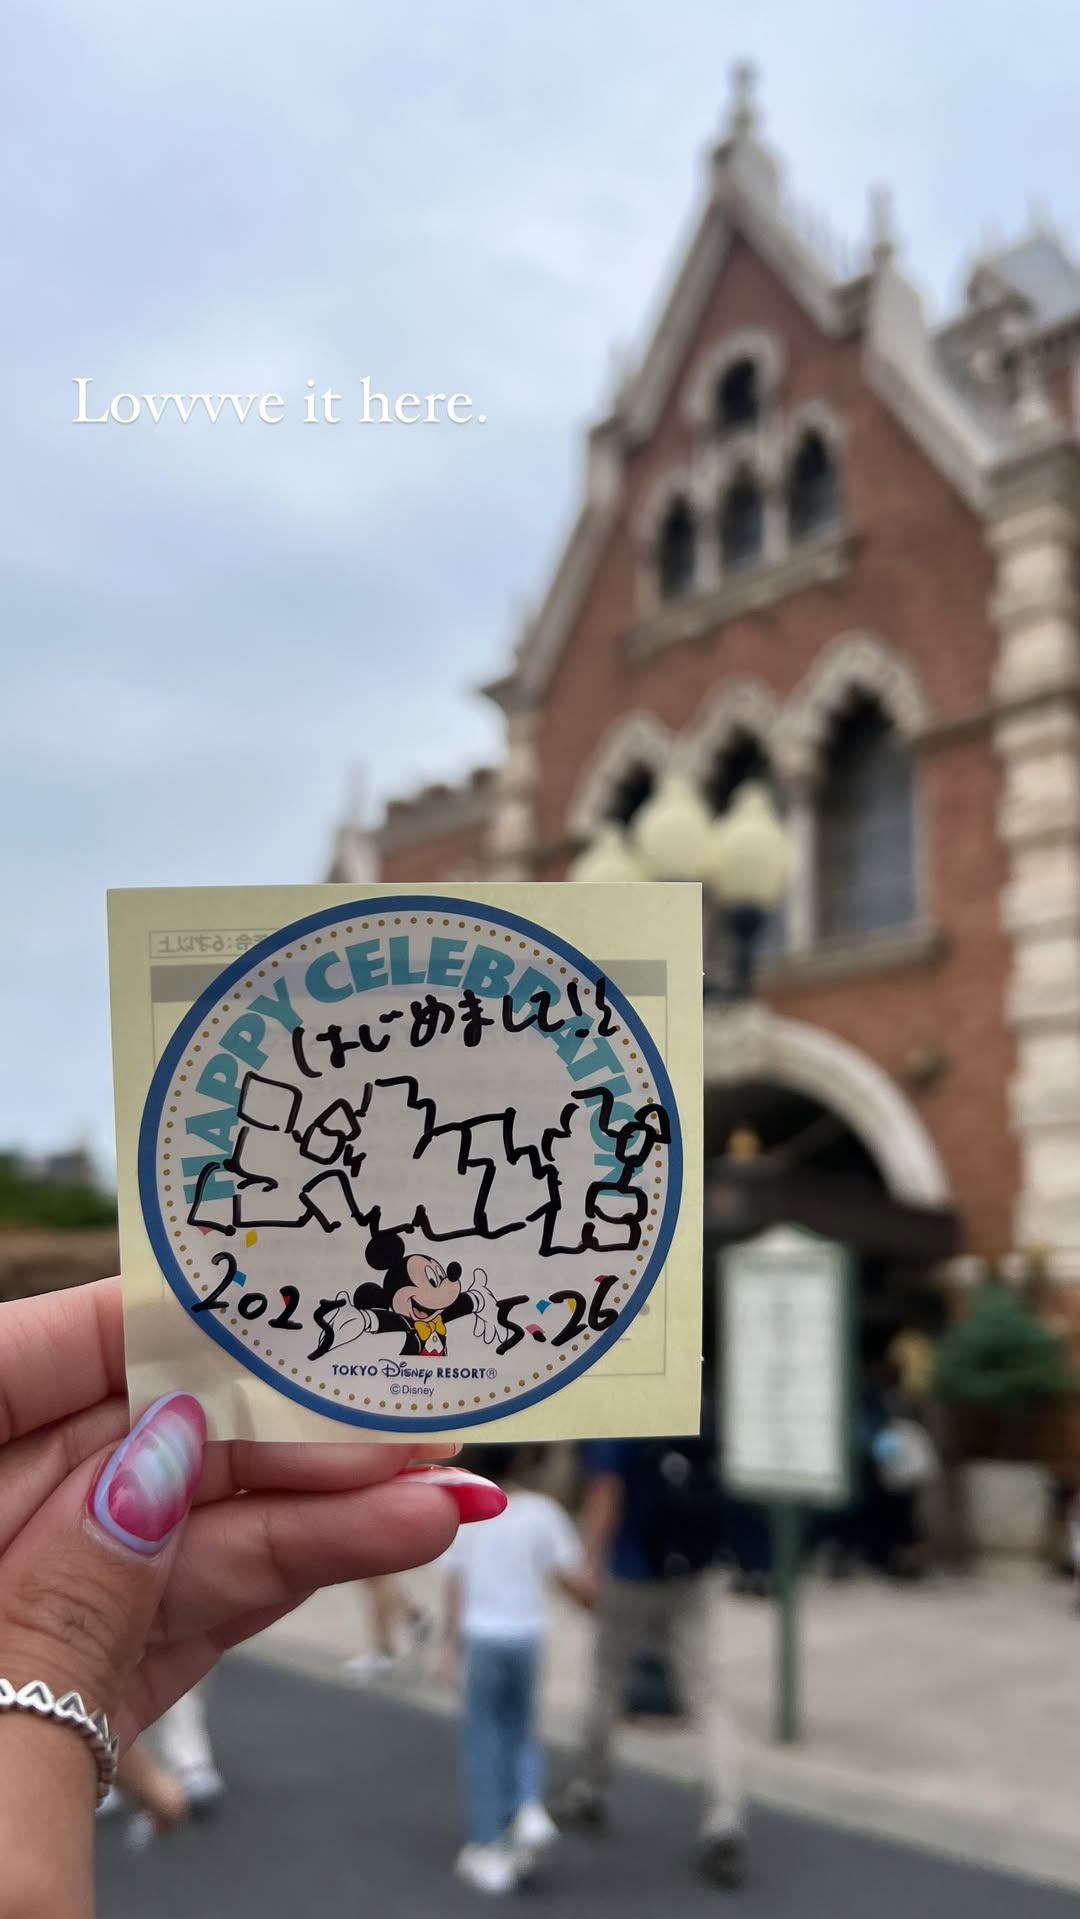 Lovvvve it here.
HAPPY CELEBRATION
はじめまして!!
2025 5.26
TOKYO Disney RESORT®
©Disney